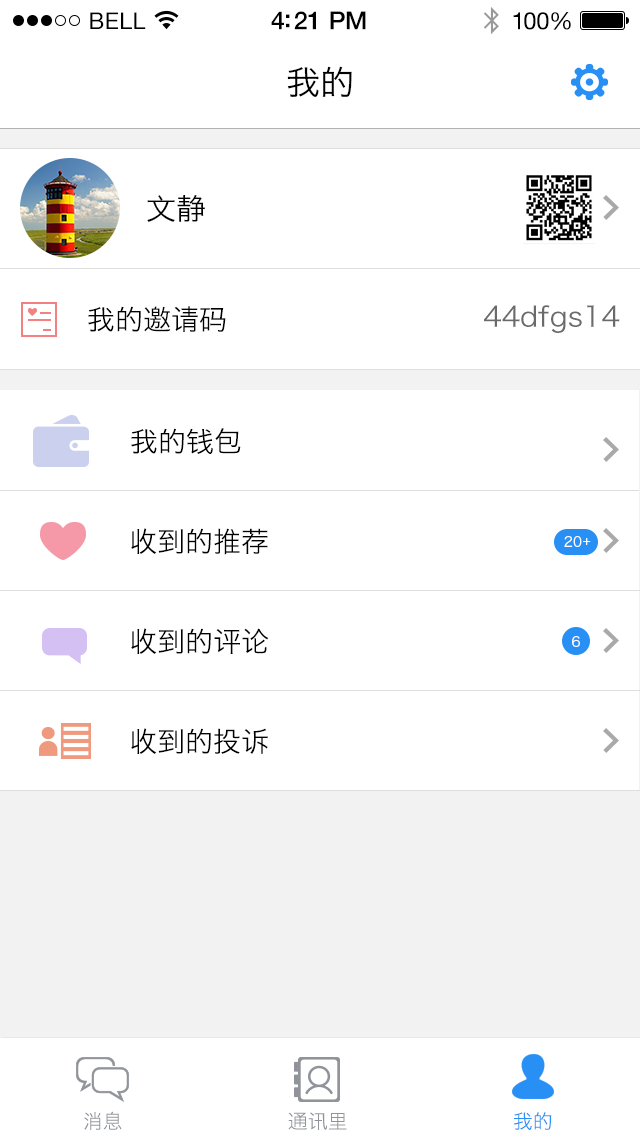 BELL 4:21 PM 100%
我的
文静
我的邀请码 44dfgs14
我的钱包
收到的推荐 20+
收到的评论 6
收到的投诉
消息 通讯里 我的